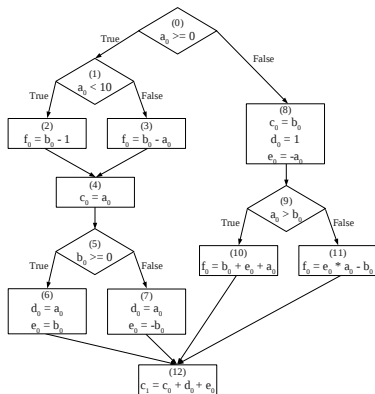 (0)
a₀ >= 0
True
False
(1)
a₀ < 10
True
False
(2)
f₀ = b₀ - 1
(3)
f₀ = b₀ - a₀
(4)
c₀ = a₀
(5)
b₀ >= 0
True
False
(6)
d₀ = a₀
e₀ = b₀
(7)
d₀ = a₀
e₀ = -b₀
(8)
c₀ = b₀
d₀ = 1
e₀ = -a₀
(9)
a₀ > b₀
True
False
(10)
f₀ = b₀ + e₀ + a₀
(11)
f₀ = e₀ * a₀ - b₀
(12)
c₁ = c₀ + d₀ + e₀